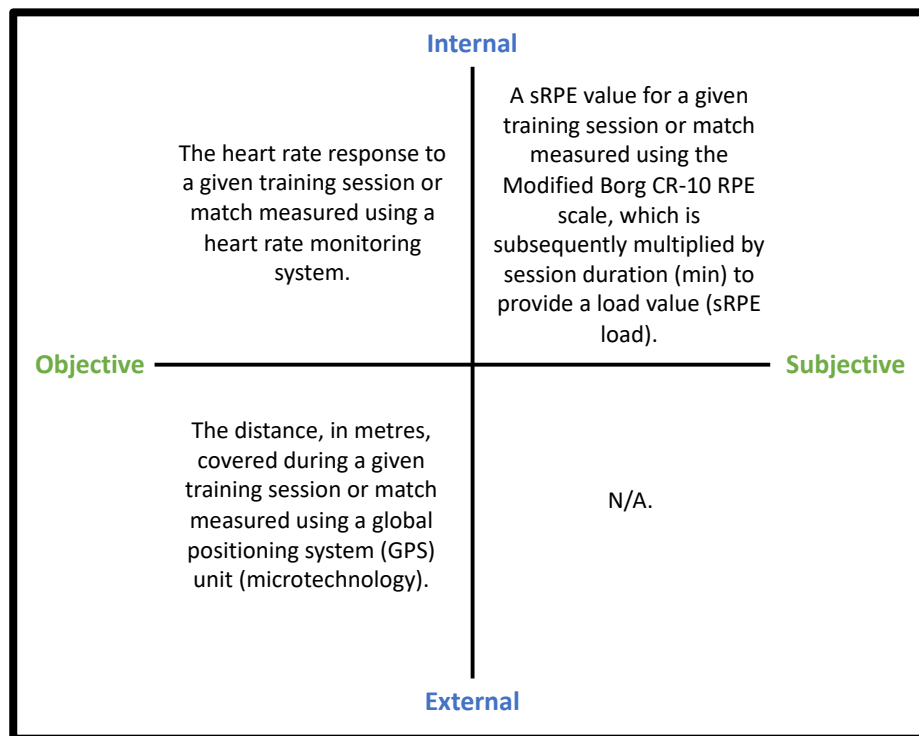 Internal
The heart rate response to
a given training session or
match measured using a
heart rate monitoring
system.
A sRPE value for a given
training session or match
measured using the
Modified Borg CR-10 RPE
scale, which is
subsequently multiplied by
session duration (min) to
provide a load value (sRPE
load).
Objective
Subjective
The distance, in metres,
covered during a given
training session or match
measured using a global
positioning system (GPS)
unit (microtechnology).
N/A.
External